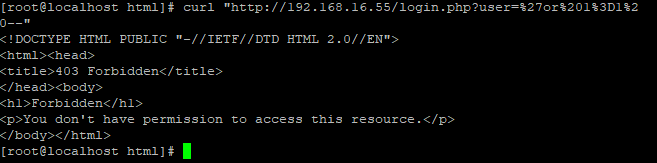 [root@localhost html]# curl "http://192.168.16.55/login.php?user=%27or%201%3D1%2
0--"
<!DOCTYPE HTML PUBLIC "-//IETF//DTD HTML 2.0//EN">
<html><head>
<title>403 Forbidden</title>
</head><body>
<h1>Forbidden</h1>
<p>You don't have permission to access this resource.</p>
</body></html>
[root@localhost html]#